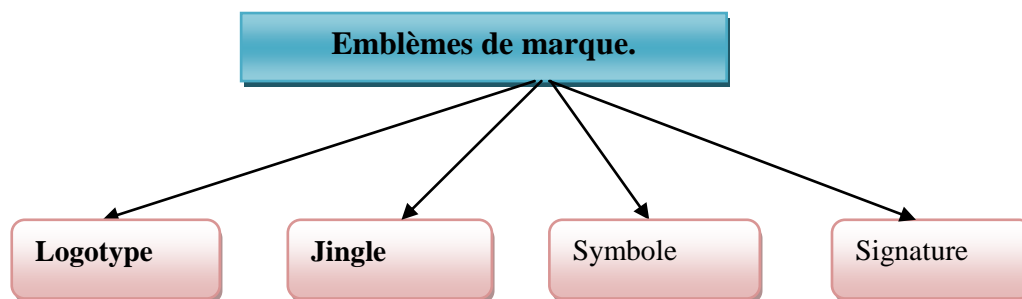 Emblèmes de marque.
Logotype
Jingle
Symbole
Signature